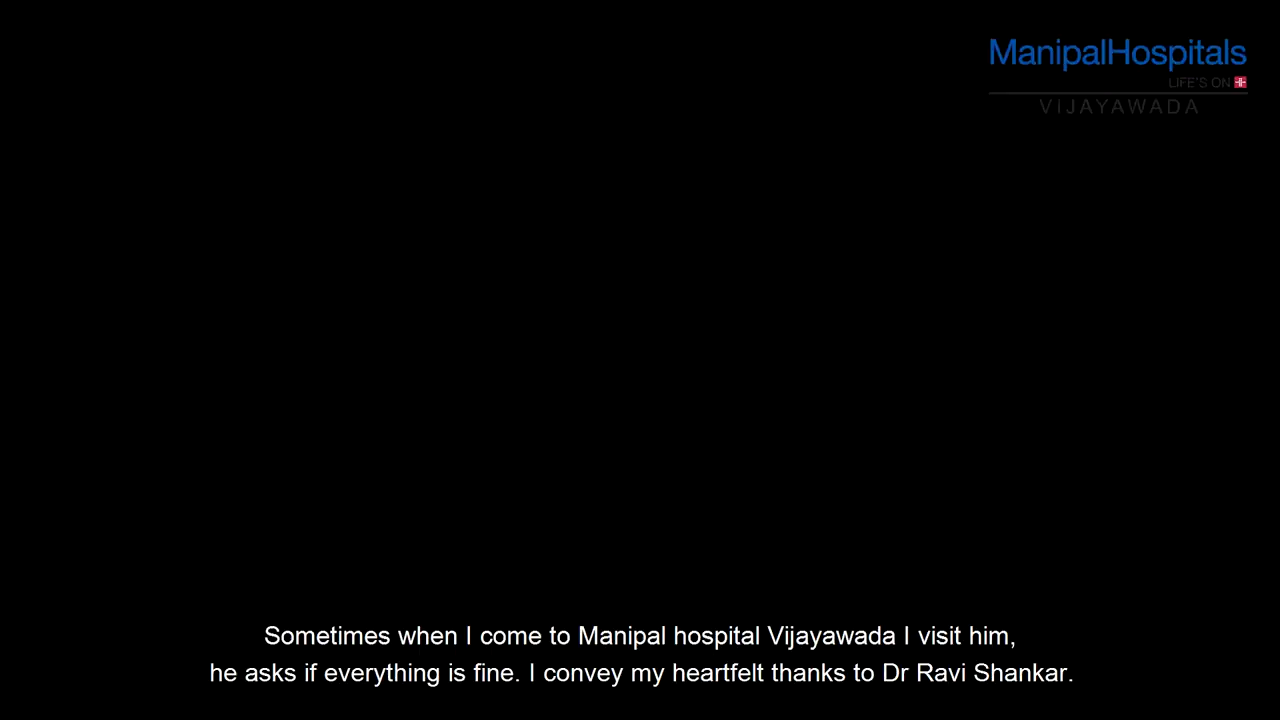 ManipalHospitals
LIFE'S ON
VIJAYAWADA
Sometimes when I come to Manipal hospital Vijayawada I visit him,
he asks if everything is fine. I convey my heartfelt thanks to Dr Ravi Shankar.